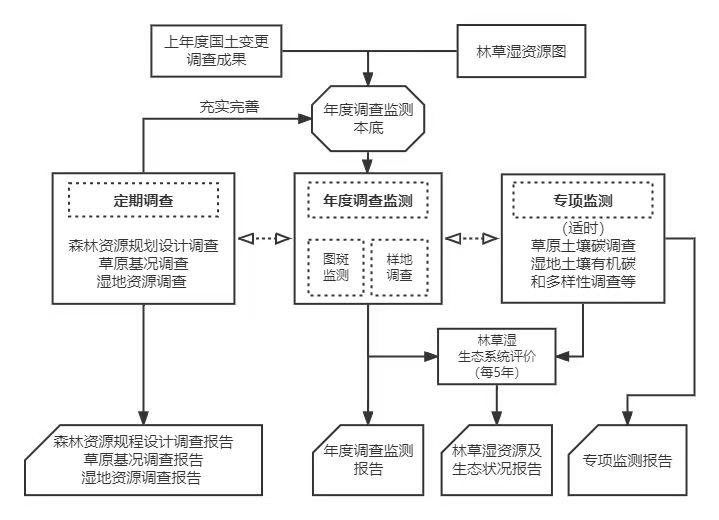 上年度国土变更
调查成果
林草湿资源图
充实完善
年度调查监测
本底
定期调查
森林资源规划设计调查
草原基况调查
湿地资源调查
年度调查监测
图斑
监测
样地
调查
专项监测
(适时)
草原土壤碳调查
湿地土壤有机碳
和多样性调查等
林草湿
生态系统评价
(每5年)
森林资源规程设计调查报告
草原基况调查报告
湿地资源调查报告
年度调查监测
报告
林草湿资源及
生态状况报告
专项监测报告